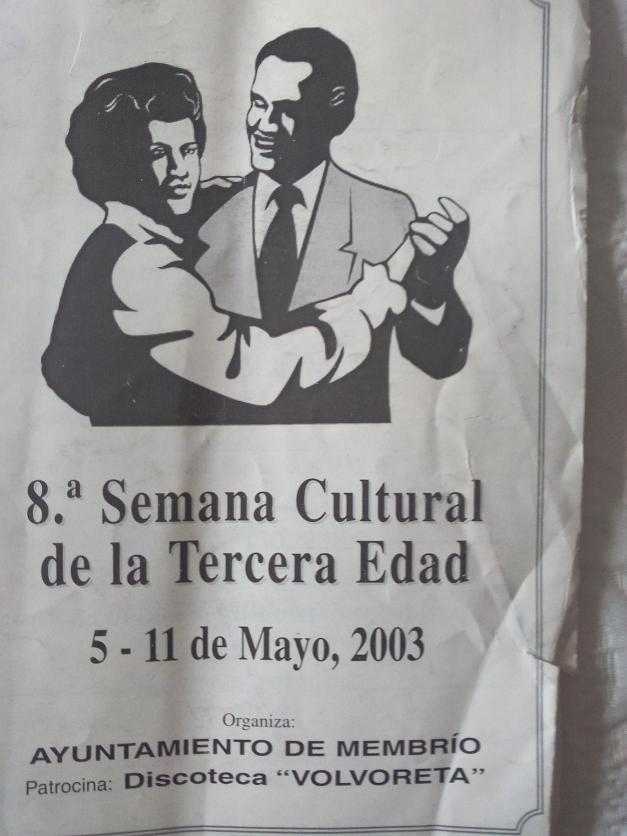 8.ª Semana Cultural
de la Tercera Edad
5 - 11 de Mayo, 2003
Organiza:
AYUNTAMIENTO DE MEMBRÍO
Patrocina: Discoteca “VOLVORETA”